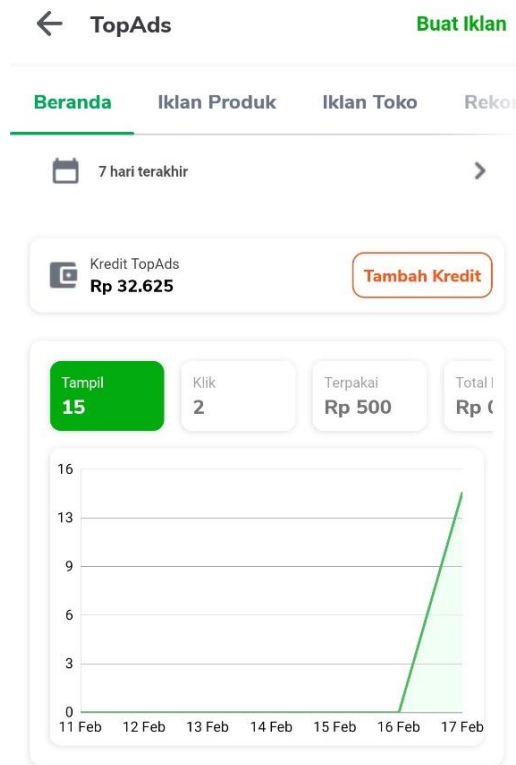 TopAds Buat Iklan
Beranda Iklan Produk Iklan Toko
7 hari terakhir
Kredit TopAds
Rp 32.625
Tambah Kredit
Tampil Klik Terpakai Total
15 2 Rp 500 Rp
16
13
9
6
3
0
11 Feb 12 Feb 13 Feb 14 Feb 15 Feb 16 Feb 17 Feb